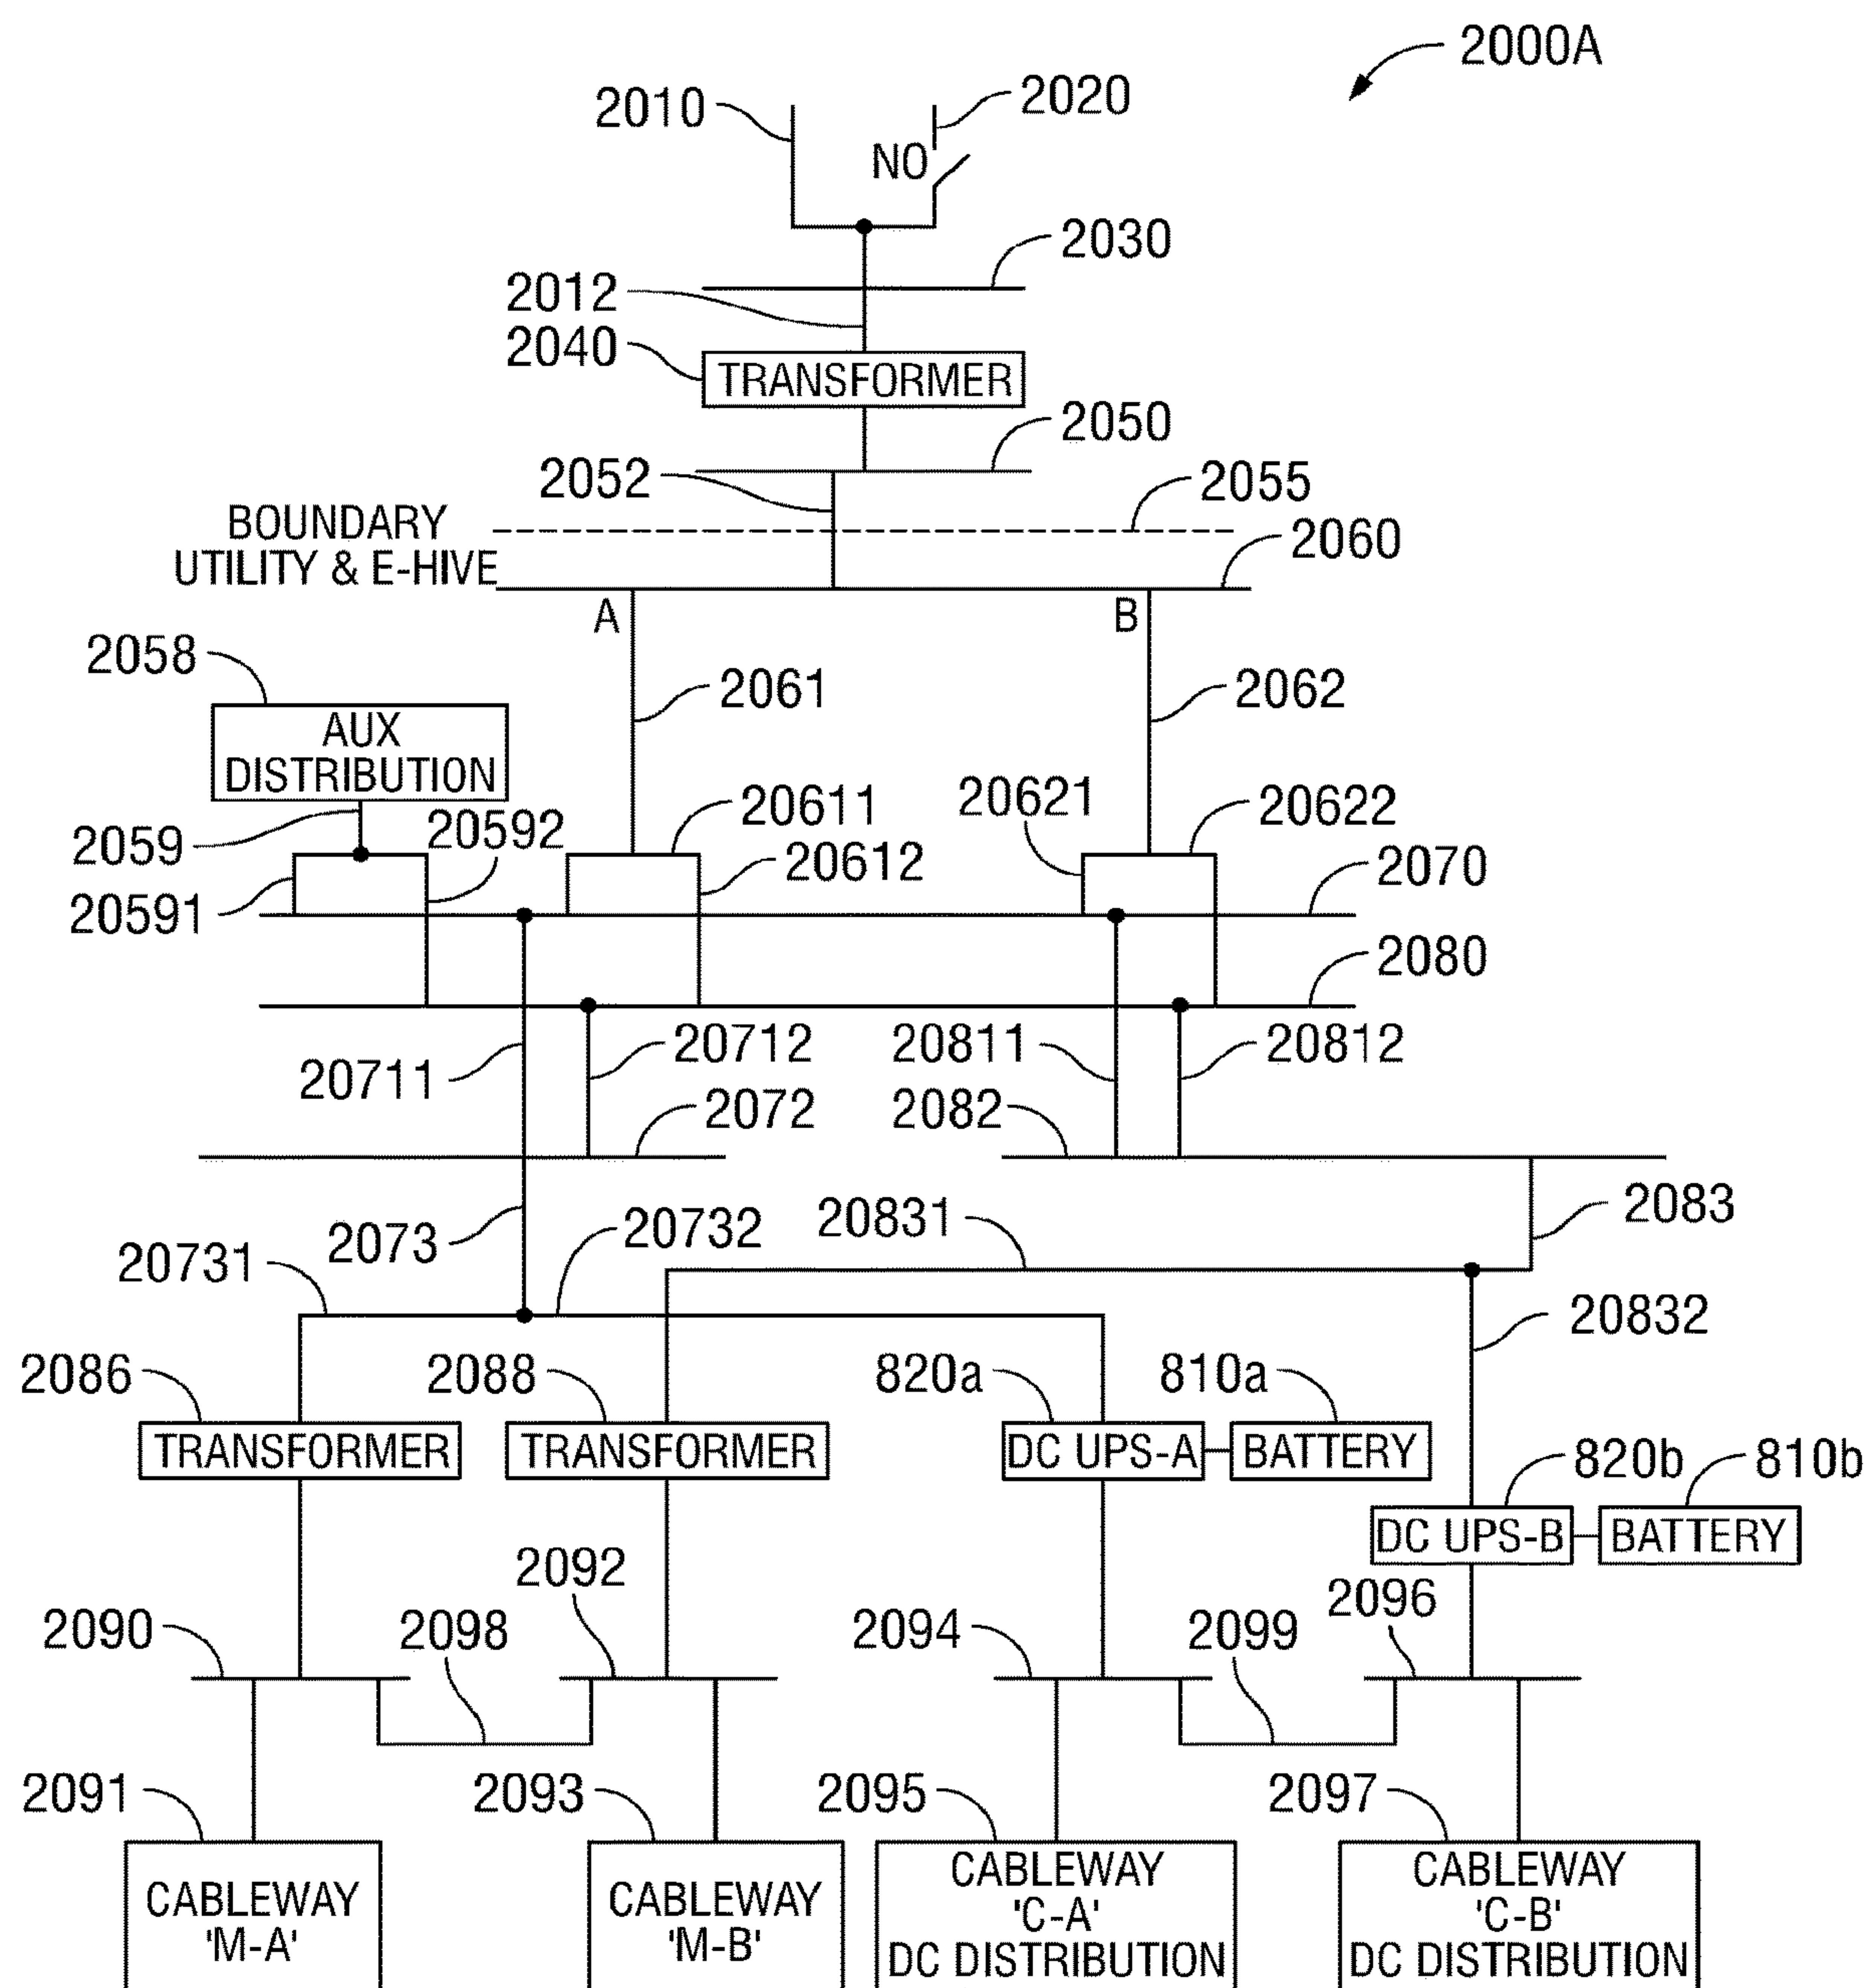 2000A
2010
2020
NO
2030
2012
2040
TRANSFORMER
2050
2052
2055
BOUNDARY
UTILITY & E-HIVE
2060
A
B
2058
2061
2062
AUX
DISTRIBUTION
20611
20621
20622
2059
20592
20612
2070
20591
2080
20711
20712
20811
20812
2072
2082
2083
20831
2073
20732
20731
20832
2086
2088
820a
810a
TRANSFORMER
TRANSFORMER
DC UPS-A
BATTERY
820b
810b
DC UPS-B
BATTERY
2092
2096
2090
2098
2094
2099
2091
2093
2095
2097
CABLEWAY
'M-A'
CABLEWAY
'M-B'
CABLEWAY
'C-A'
DC DISTRIBUTION
CABLEWAY
'C-B'
DC DISTRIBUTION